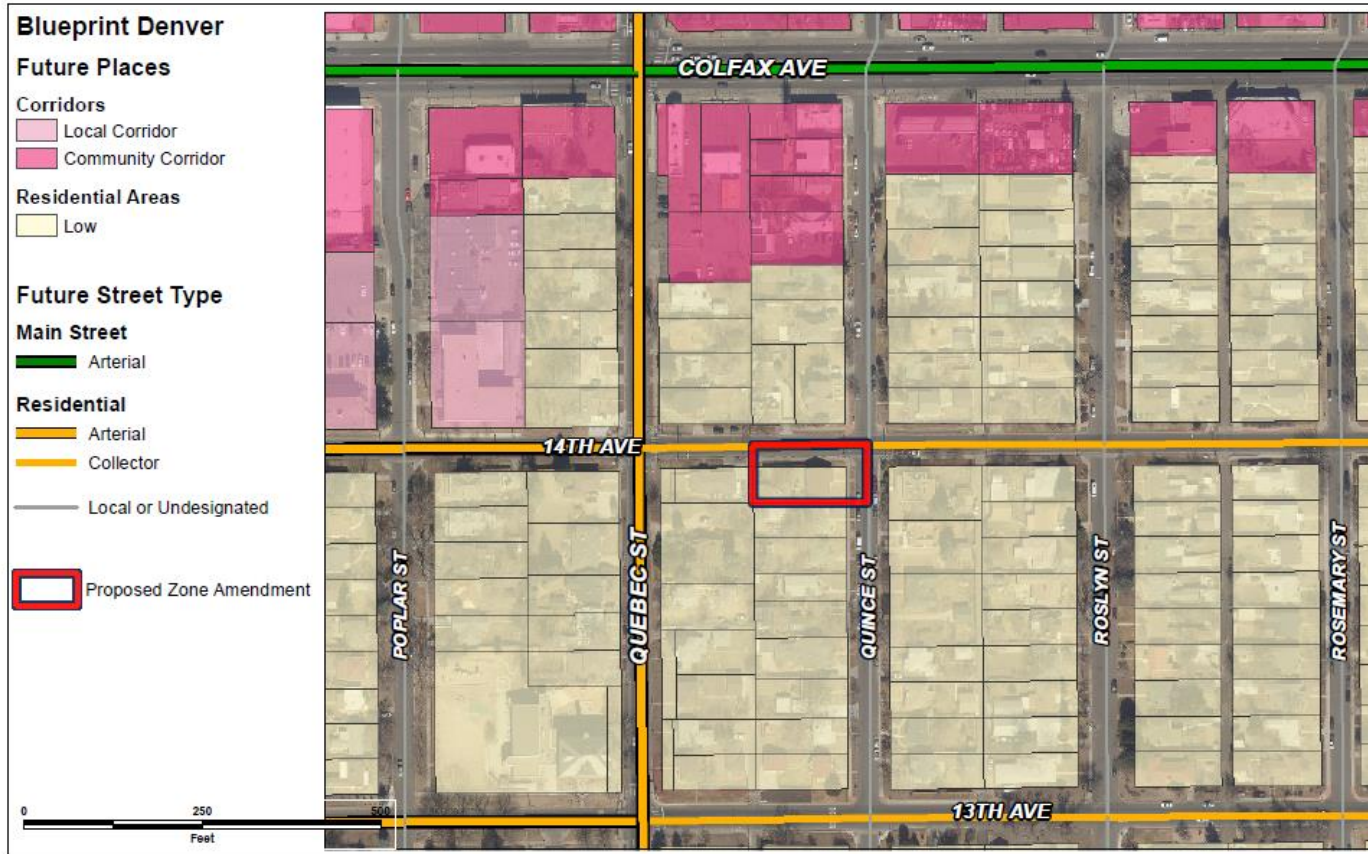 Blueprint Denver
Future Places
Corridors
Local Corridor
Community Corridor
Residential Areas
Low
Future Street Type
Main Street
Arterial
Residential
Arterial
Collector
Local or Undesignated
Proposed Zone Amendment
0 250 500
Feet
COLFAX AVE
14TH AVE
POPLAR ST
QUEBEC ST
QUINCE ST
ROSLYN ST
ROSEMARY ST
13TH AVE